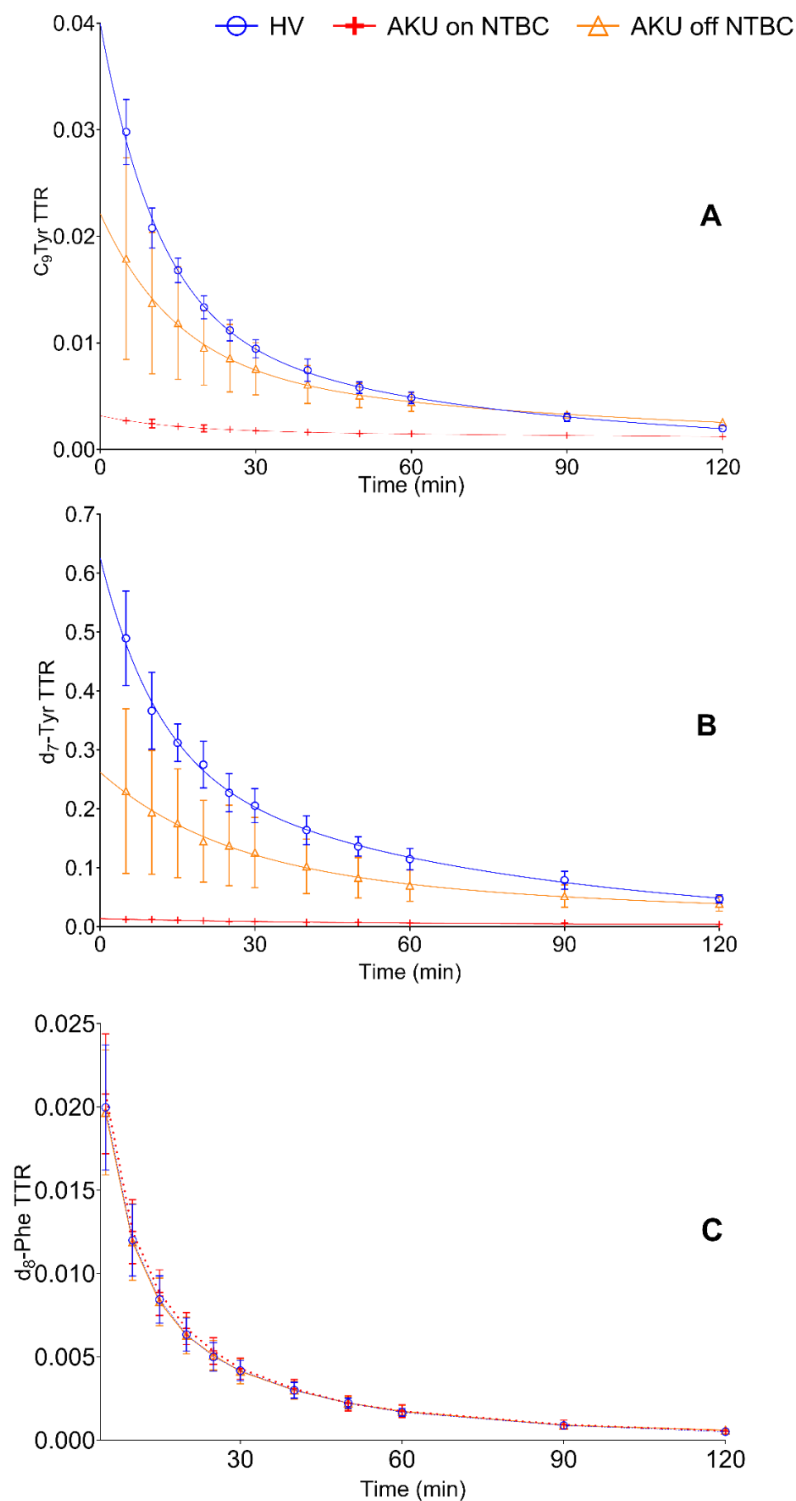 HV AKU on NTBC AKU off NTBC
0.04
0.03
0.02
0.01
0.00
C₉Tyr TTR
A
0 30 60 90 120
Time (min)
0.7
0.6
0.5
0.4
0.3
0.2
0.1
0.0
d₇-Tyr TTR
B
0 30 60 90 120
Time (min)
0.025
0.020
0.015
0.010
0.005
0.000
d₈-Phe TTR
C
30 60 90 120
Time (min)